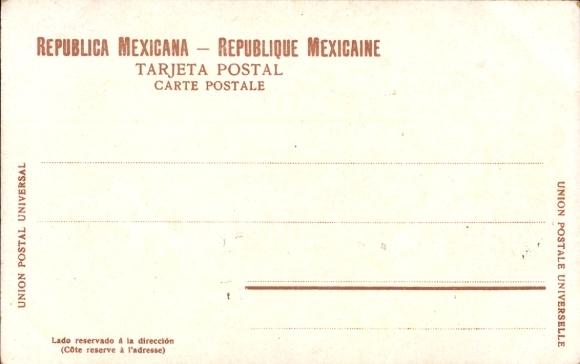 REPUBLICA MEXICANA — REPUBLIQUE MEXICAINE
TARJETA POSTAL
CARTE POSTALE
UNION POSTAL UNIVERSAL
UNION POSTALE UNIVERSELLE
Lado reservado á la dirección
(Côte reserve à l'adresse)